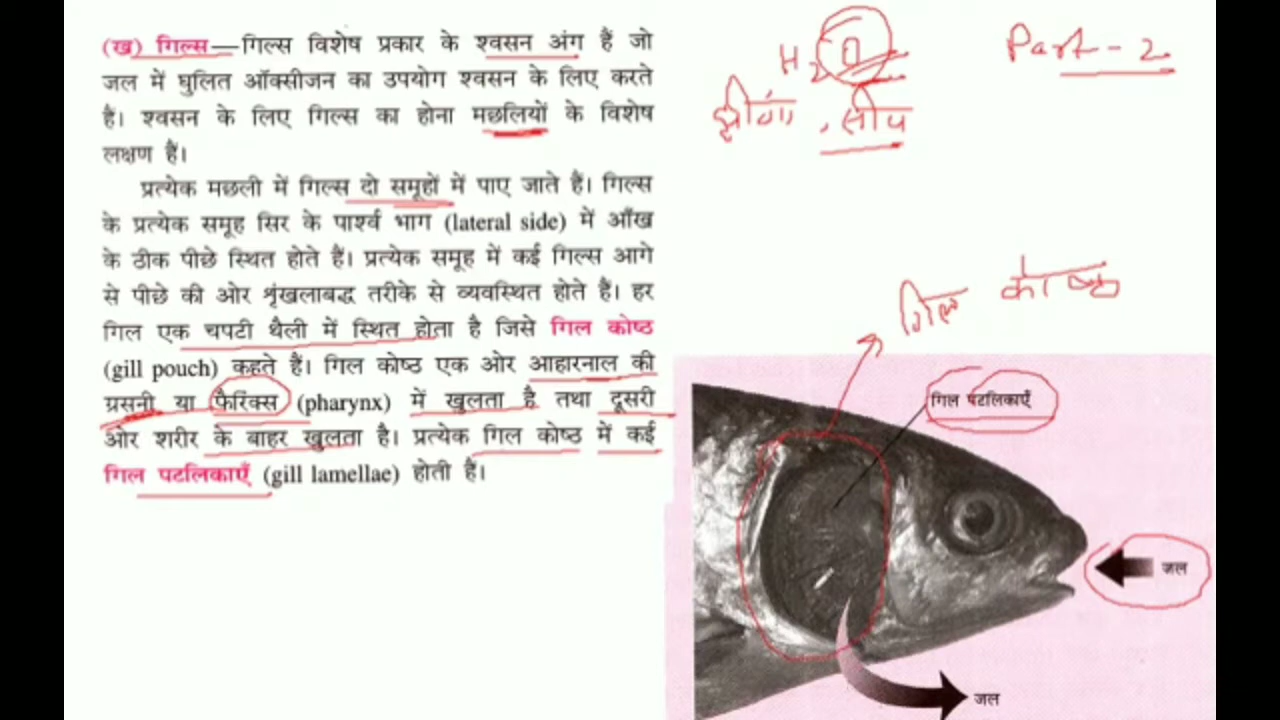 (ख) गिल्स—गिल्स विशेष प्रकार के श्वसन अंग हैं जो
जल में घुलित ऑक्सीजन का उपयोग श्वसन के लिए करते
है। श्वसन के लिए गिल्स का होना मछलियों के विशेष
लक्षण हैं।
प्रत्येक मछली में गिल्स दो समूहों में पाए जाते हैं। गिल्स
के प्रत्येक समूह सिर के पार्श्व भाग (lateral side) में आँख
के ठीक पीछे स्थित होते हैं। प्रत्येक समूह में कई गिल्स आगे
से पीछे की ओर शृंखलाबद्ध तरीके से व्यवस्थित होते हैं। हर
गिल एक चपटी थैली में स्थित होता है जिसे गिल कोष्ठ
(gill pouch) कहते हैं। गिल कोष्ठ एक ओर आहारनाल की
ग्रसनी या फैरिंक्स (pharynx) में खुलता है तथा दूसरी
ओर शरीर के बाहर खुलता है। प्रत्येक गिल कोष्ठ में कई
गिल पटलिकाएँ (gill lamellae) होती हैं।
H2O
Part - 2
झींगा, सीप
गिल कोष्ठ
गिल पटलिकाएँ
जल
जल